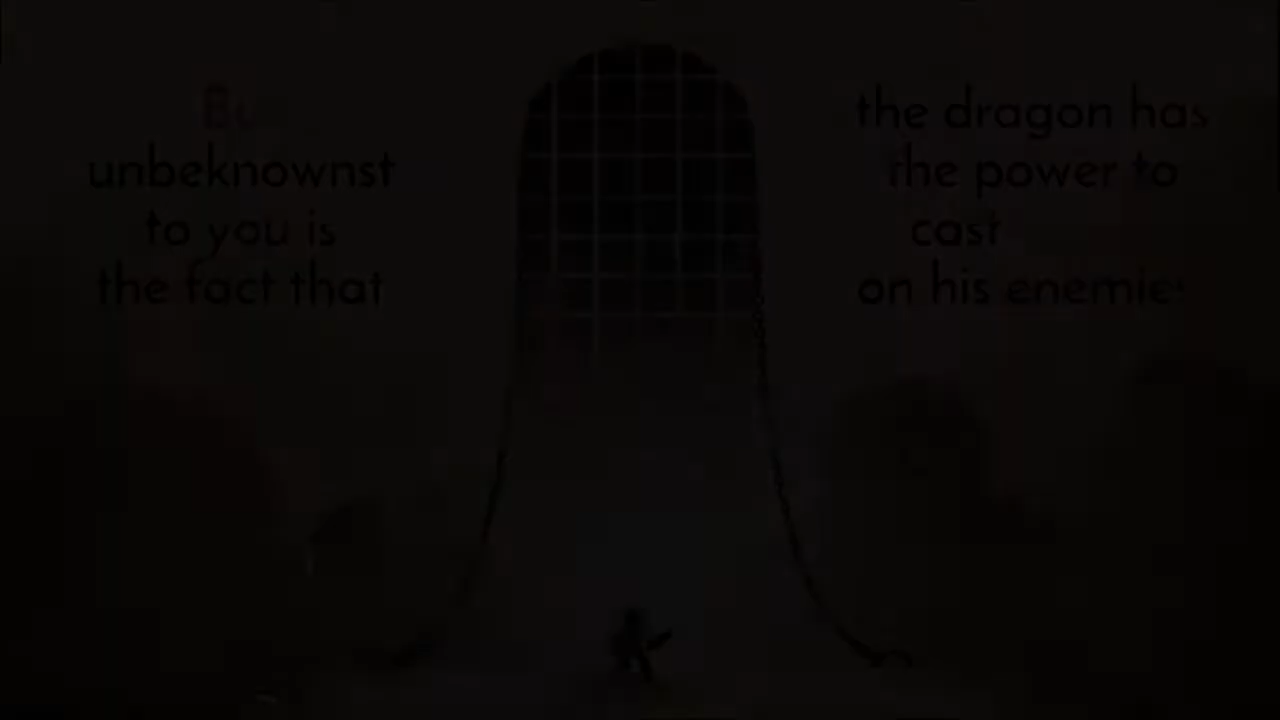 unbeknownst
to you is
the fact that
the dragon has
the power to
cast
on his enemies